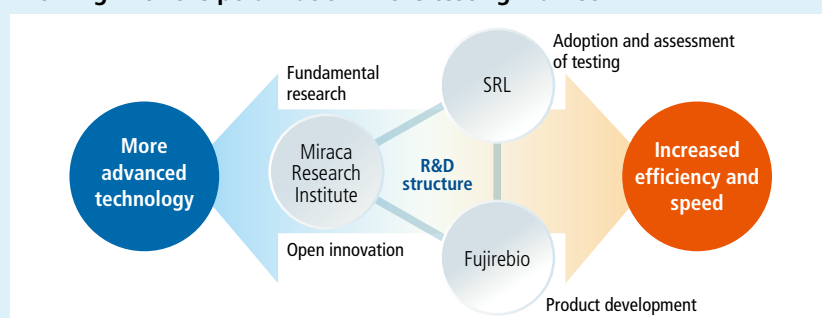 Adoption and assessment
of testing
Fundamental
research
SRL
More
advanced
technology
Miraca
Research
Institute
R&D
structure
Increased
efficiency and
speed
Open innovation
Fujirebio
Product development